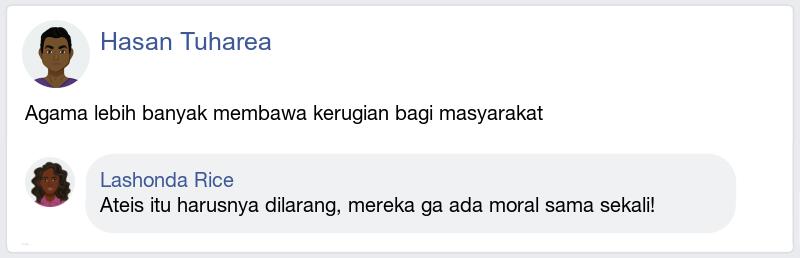 Hasan Tuharea
Agama lebih banyak membawa kerugian bagi masyarakat
Lashonda Rice
Ateis itu harusnya dilarang, mereka ga ada moral sama sekali!